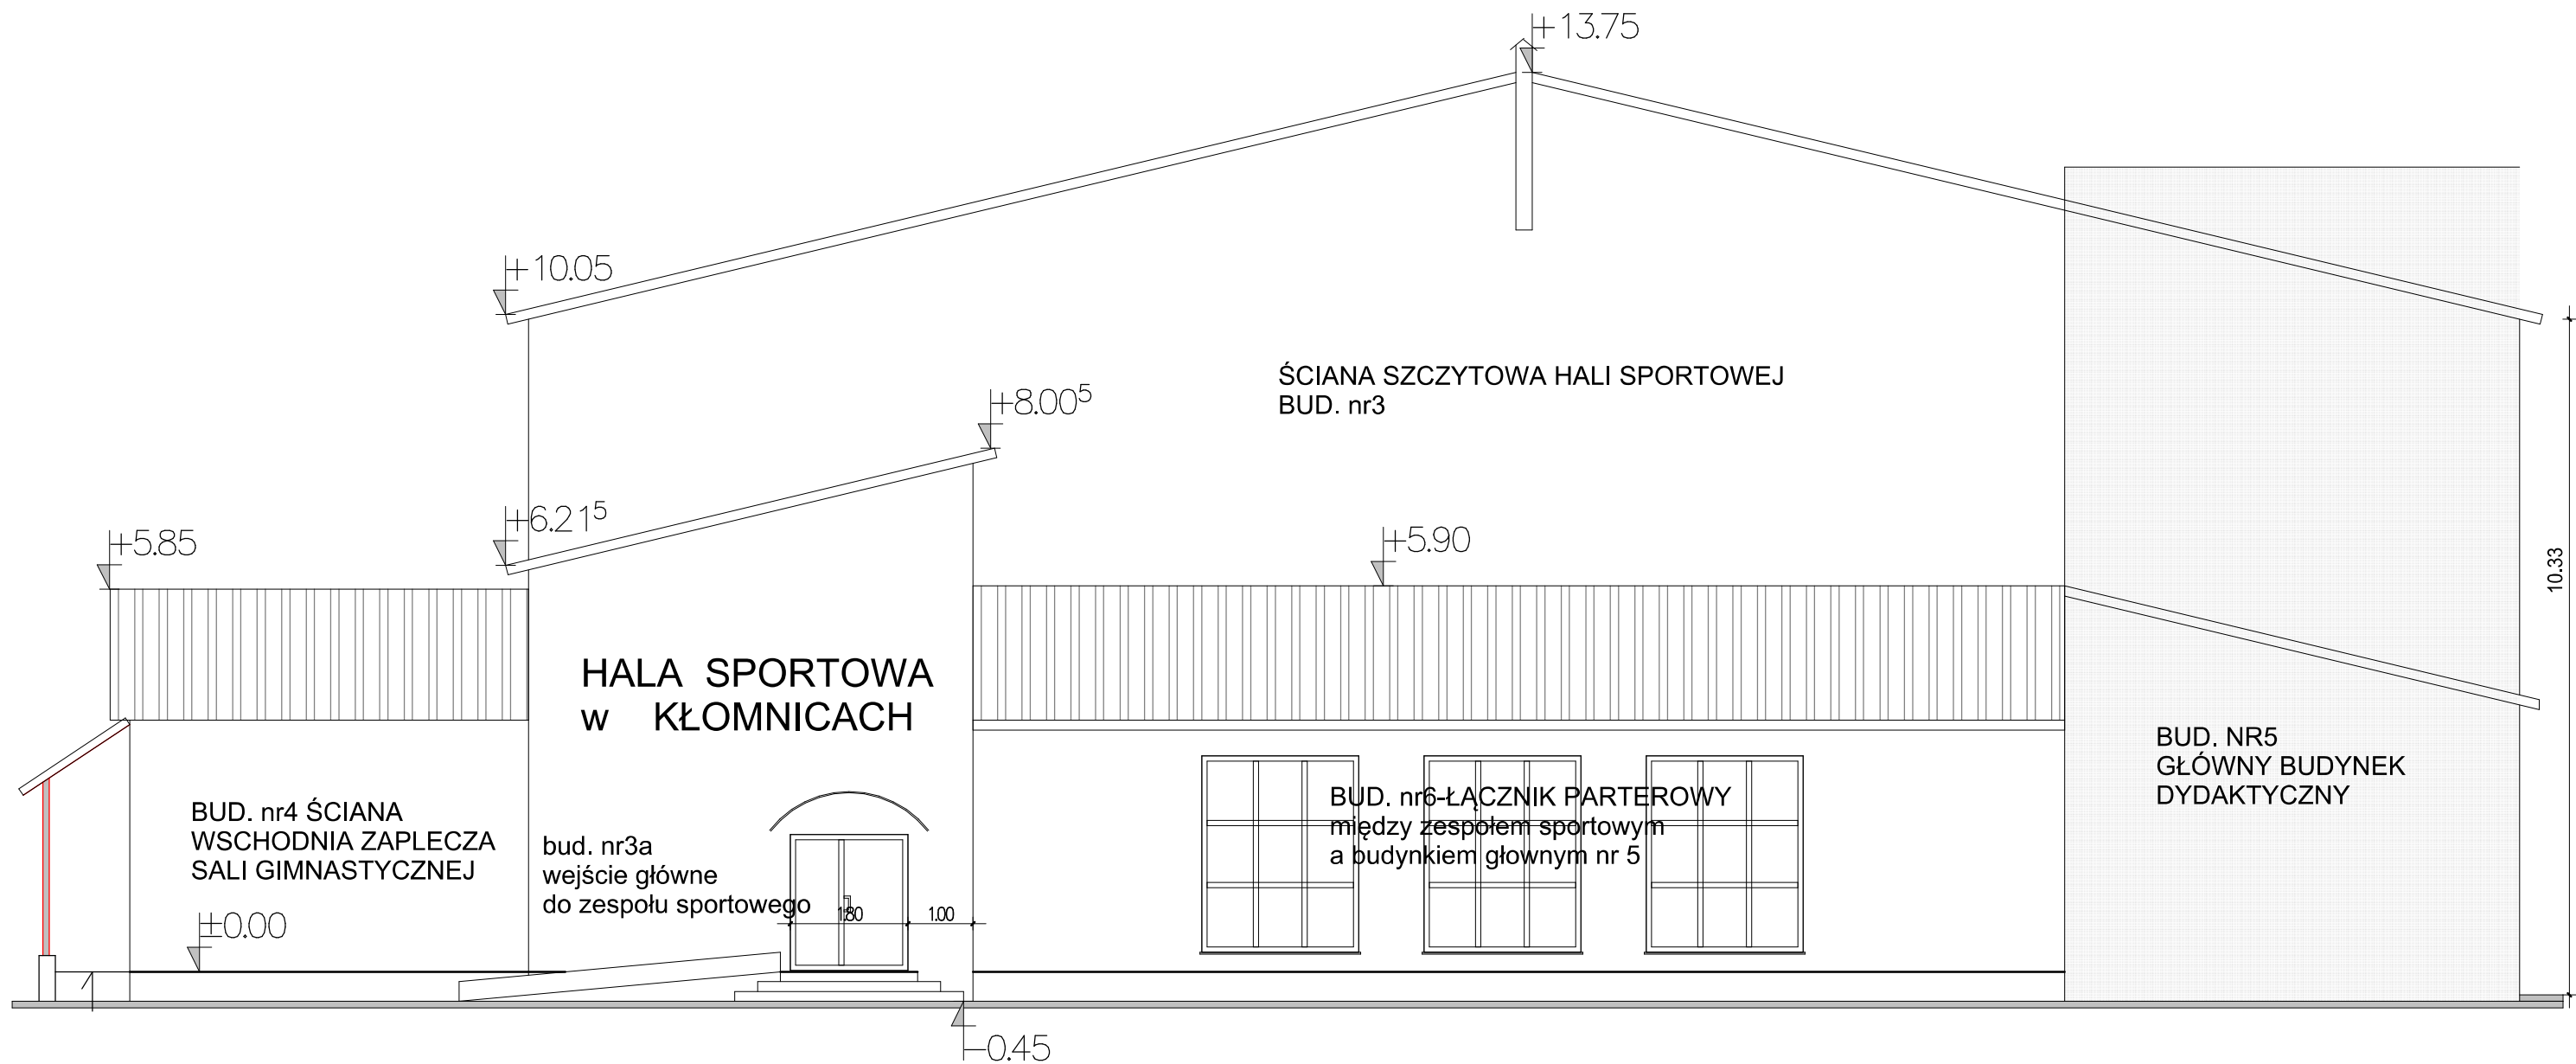 +13.75
+10.05
ŚCIANA SZCZYTOWA HALI SPORTOWEJ
BUD. nr3
+8.00⁵
+6.21⁵
+5.85
+5.90
10.33
HALA SPORTOWA
w KŁOMNICACH
BUD. NR5
GŁÓWNY BUDYNEK
DYDAKTYCZNY
BUD. nr4 ŚCIANA
WSCHODNIA ZAPLECZA
SALI GIMNASTYCZNEJ
bud. nr3a
wejście główne
do zespołu sportowego
BUD. nr6-ŁĄCZNIK PARTEROWY
między zespołem sportowym
a budynkiem głownym nr 5
1.80
1.00
±0.00
-0.45